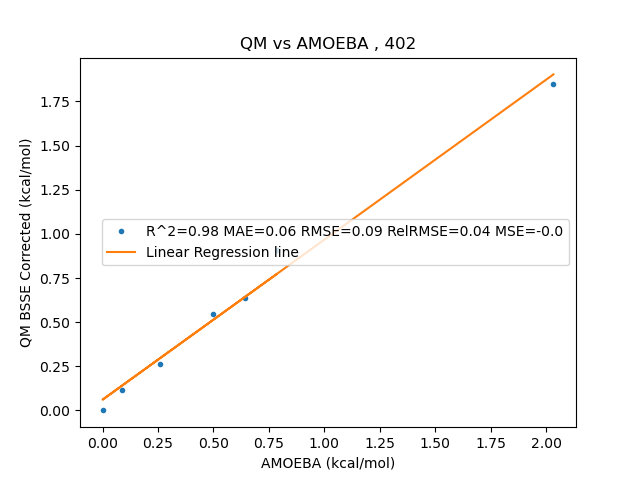 QM vs AMOEBA , 402
QM BSSE Corrected (kcal/mol)
1.75
1.50
1.25
1.00
0.75
0.50
0.25
0.00
R^2=0.98 MAE=0.06 RMSE=0.09 RelRMSE=0.04 MSE=-0.0
Linear Regression line
0.00 0.25 0.50 0.75 1.00 1.25 1.50 1.75 2.00
AMOEBA (kcal/mol)